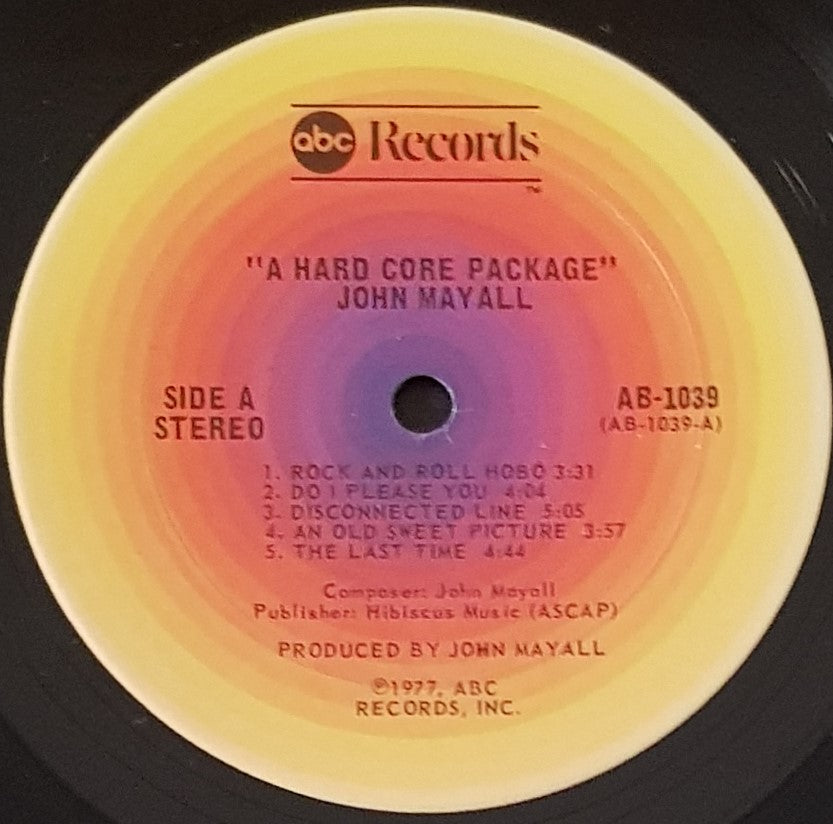 abc Records
™
"A HARD CORE PACKAGE"
JOHN MAYALL
SIDE A
STEREO
AB-1039
(AB-1039-A)
1. ROCK AND ROLL HOBO 3:31
2. DO I PLEASE YOU 4:04
3. DISCONNECTED LINE 5:05
4. AN OLD SWEET PICTURE 3:57
5. THE LAST TIME 4:44
Composer: John Mayall
Publisher: Hibiscus Music (ASCAP)
PRODUCED BY JOHN MAYALL
℗1977, ABC
RECORDS, INC.